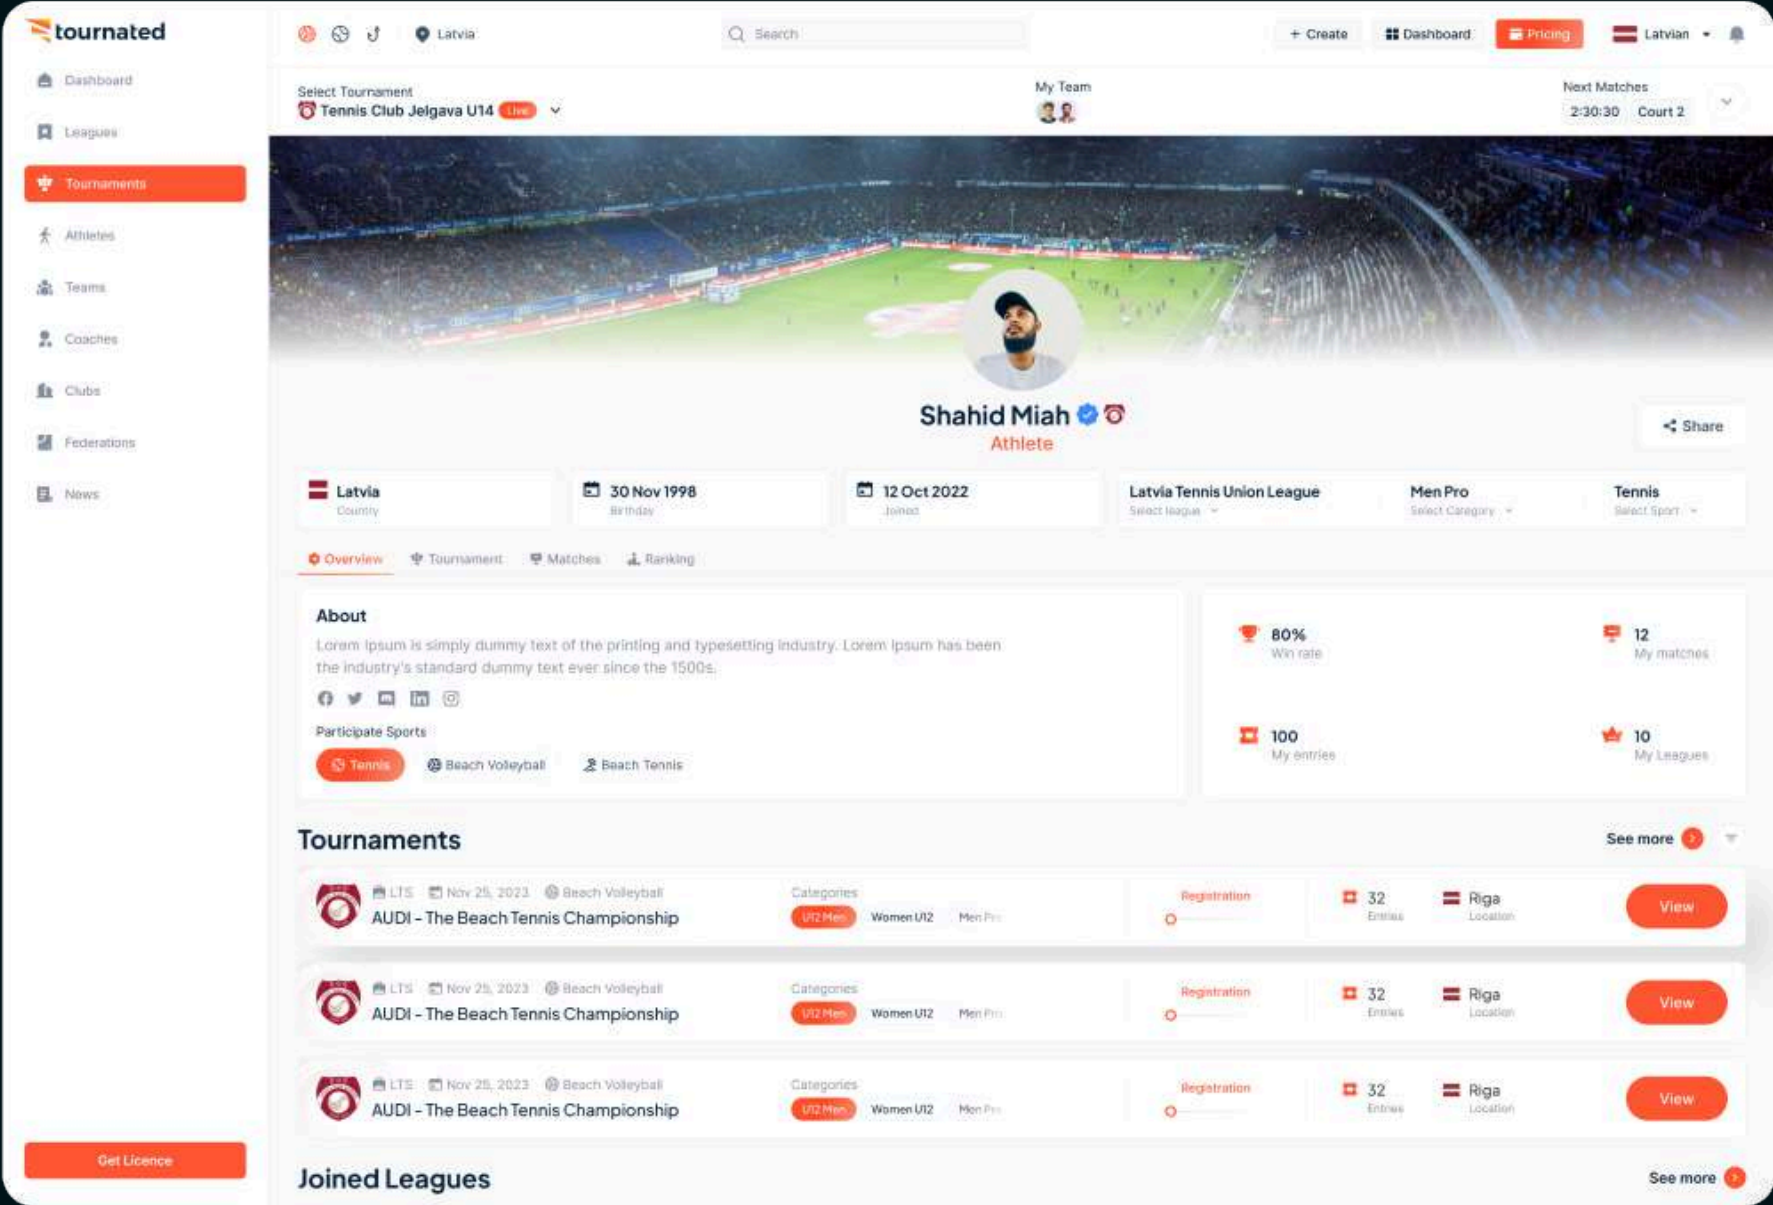 tournated
Dashboard
Leagues
Tournaments
Athletes
Teams
Coaches
Clubs
Federations
News
Get Licence
Latvia
Search
+ Create
Dashboard
Pricing
Latvian
Select Tournament
Tennis Club Jelgava U14 Live
My Team
Next Matches
2:30:30 Court 2
Shahid Miah
Athlete
Share
Latvia
Country
30 Nov 1998
Birthday
12 Oct 2022
Joined
Latvia Tennis Union League
Select league
Men Pro
Select Category
Tennis
Select Sport
Overview Tournament Matches Ranking
About
Lorem Ipsum is simply dummy text of the printing and typesetting industry. Lorem Ipsum has been
the industry's standard dummy text ever since the 1500s.
Participate Sports
Tennis Beach Volleyball Beach Tennis
80%
Win rate
12
My matches
100
My entries
10
My Leagues
Tournaments
See more
LTS Nov 25, 2023 Beach Volleyball
AUDI - The Beach Tennis Championship
Categories
U12 Men Women U12 Men Pro
Registration
32
Entries
Riga
Location
View
LTS Nov 25, 2023 Beach Volleyball
AUDI - The Beach Tennis Championship
Categories
U12 Men Women U12 Men Pro
Registration
32
Entries
Riga
Location
View
LTS Nov 25, 2023 Beach Volleyball
AUDI - The Beach Tennis Championship
Categories
U12 Men Women U12 Men Pro
Registration
32
Entries
Riga
Location
View
Joined Leagues
See more